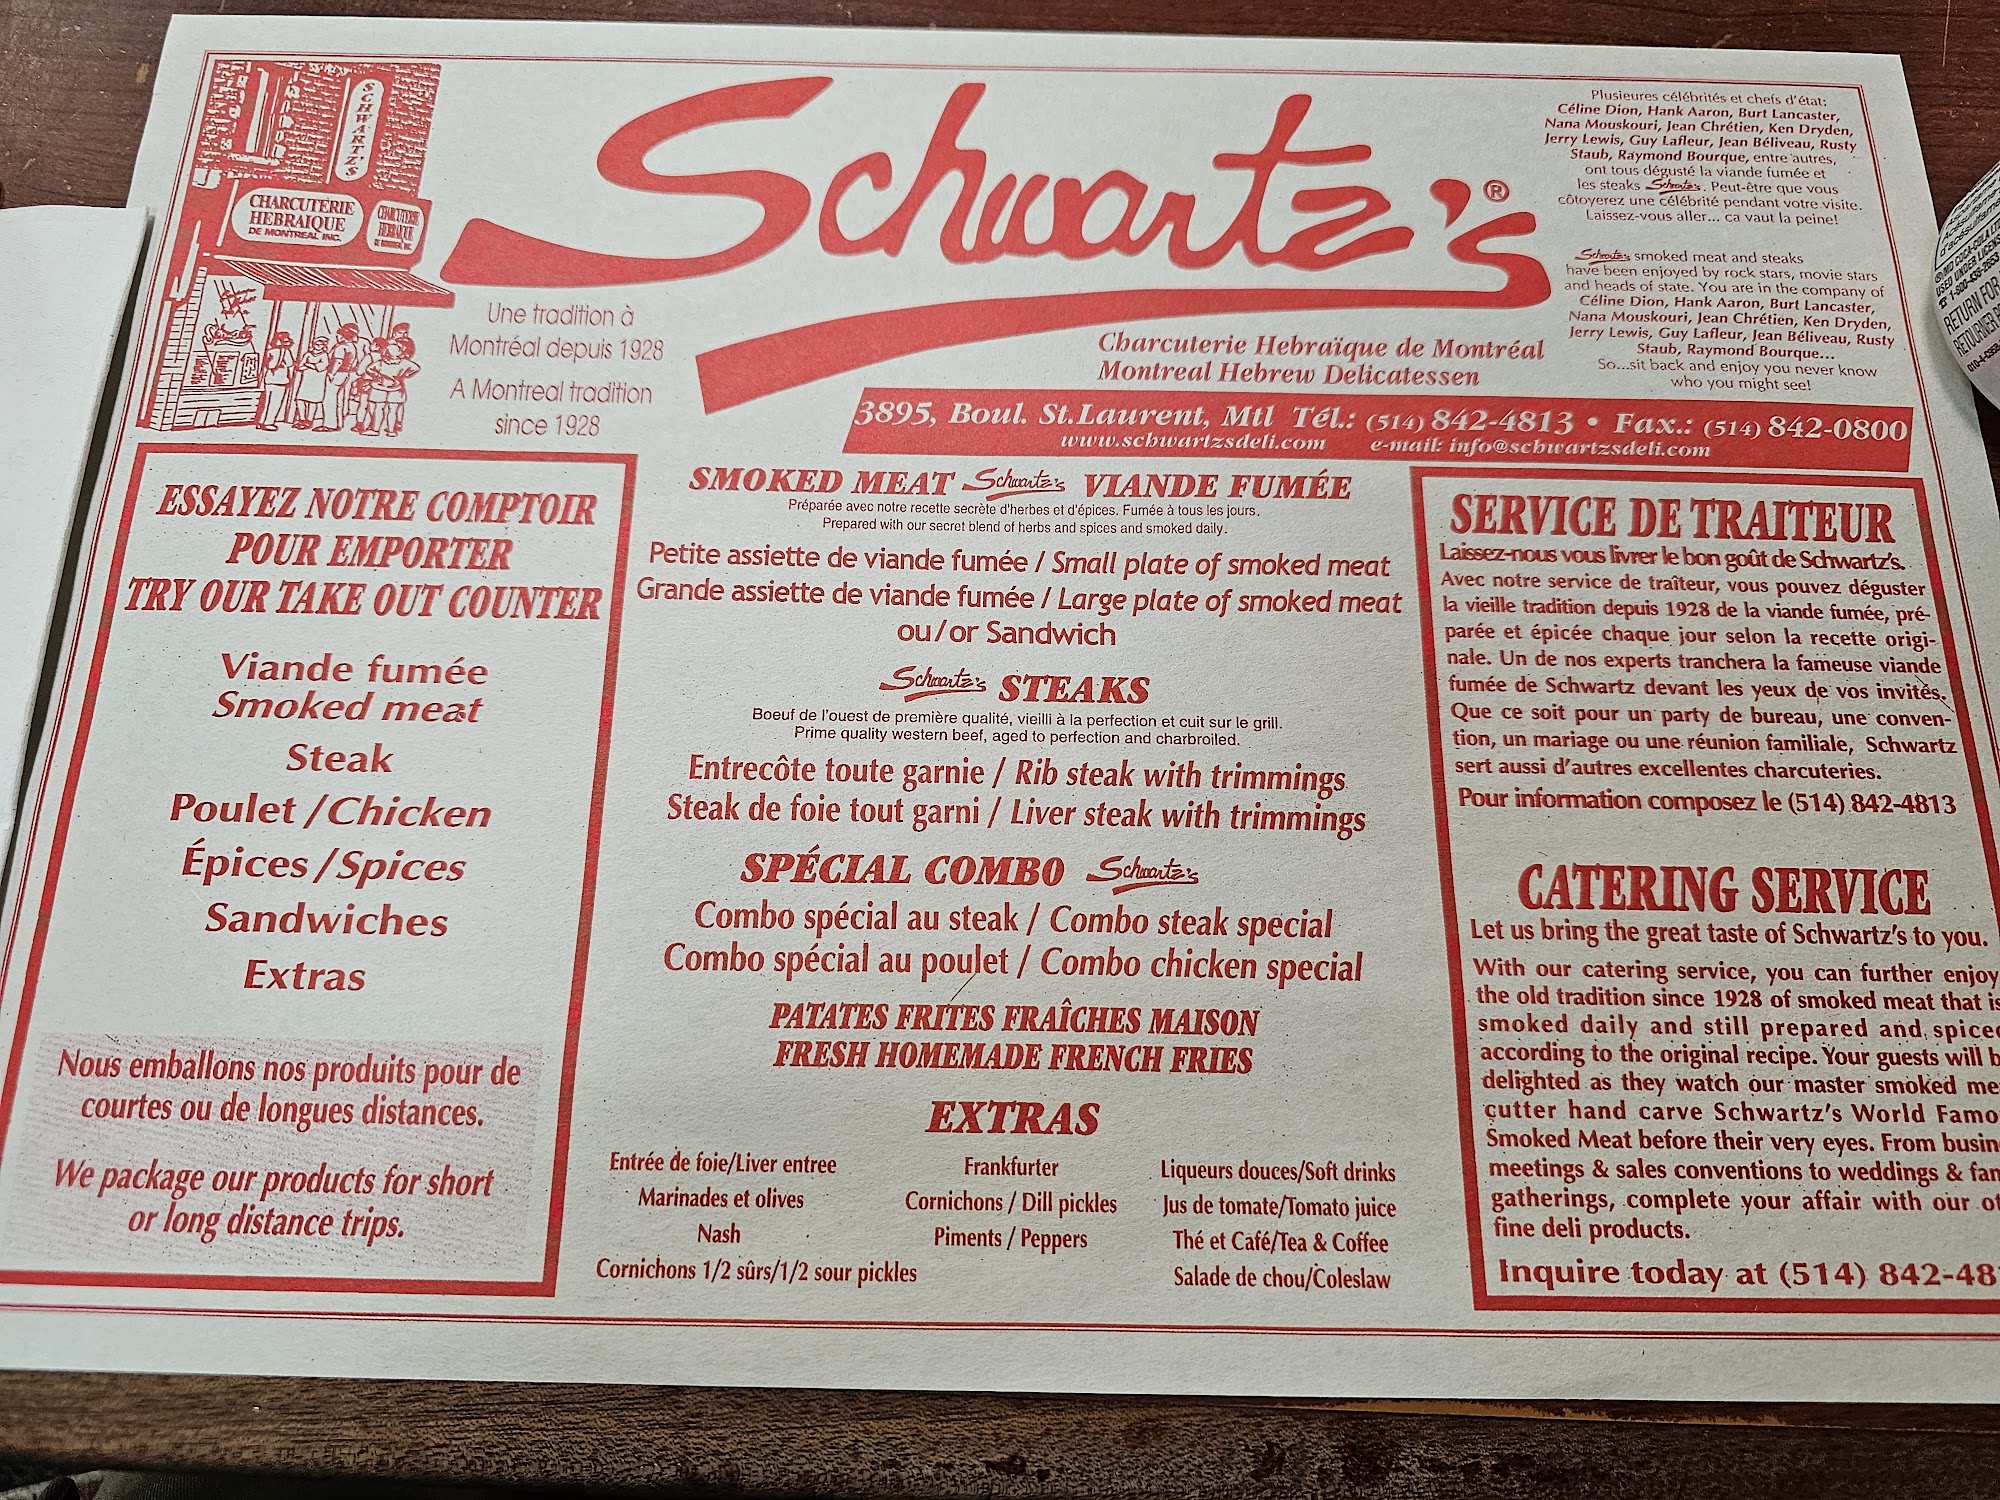 SCHWARTZ'S
CHARCUTERIE
HEBRAIQUE
DE MONTREAL INC.
CHARCUTERIE
HEBRAIQUE
DE MONTREAL INC.
Schwartz's®
Une tradition à
Montréal depuis 1928
A Montreal tradition
since 1928
Charcuterie Hebraïque de Montréal
Montreal Hebrew Delicatessen
3895, Boul. St.Laurent, Mtl Tél.: (514) 842-4813 • Fax.: (514) 842-0800
www.schwartzsdeli.com e-mail: info@schwartzsdeli.com
Plusieures célébrités et chefs d'état:
Céline Dion, Hank Aaron, Burt Lancaster,
Nana Mouskouri, Jean Chrétien, Ken Dryden,
Jerry Lewis, Guy Lafleur, Jean Béliveau, Rusty
Staub, Raymond Bourque, entre autres,
ont tous dégusté la viande fumée et
les steaks Schwartz's. Peut-être que vous
côtoyerez une célébrité pendant votre visite.
Laissez-vous aller... ca vaut la peine!
Schwartz's smoked meat and steaks
have been enjoyed by rock stars, movie stars
and heads of state. You are in the company of
Céline Dion, Hank Aaron, Burt Lancaster,
Nana Mouskouri, Jean Chrétien, Ken Dryden,
Jerry Lewis, Guy Lafleur, Jean Béliveau, Rusty
Staub, Raymond Bourque...
So...sit back and enjoy you never know
who you might see!
ESSAYEZ NOTRE COMPTOIR
POUR EMPORTER
TRY OUR TAKE OUT COUNTER
Viande fumée
Smoked meat
Steak
Poulet / Chicken
Épices / Spices
Sandwiches
Extras
Nous emballons nos produits pour de
courtes ou de longues distances.
We package our products for short
or long distance trips.
SMOKED MEAT Schwartz's VIANDE FUMÉE
Préparée avec notre recette secrète d'herbes et d'épices. Fumée à tous les jours.
Prepared with our secret blend of herbs and spices and smoked daily.
Petite assiette de viande fumée / Small plate of smoked meat
Grande assiette de viande fumée / Large plate of smoked meat
ou/or Sandwich
Schwartz's STEAKS
Boeuf de l'ouest de première qualité, vieilli à la perfection et cuit sur le grill.
Prime quality western beef, aged to perfection and charbroiled.
Entrecôte toute garnie / Rib steak with trimmings
Steak de foie tout garni / Liver steak with trimmings
SPÉCIAL COMBO Schwartz's
Combo spécial au steak / Combo steak special
Combo spécial au poulet / Combo chicken special
PATATES FRITES FRAÎCHES MAISON
FRESH HOMEMADE FRENCH FRIES
EXTRAS
Entrée de foie/Liver entree
Marinades et olives
Nash
Cornichons 1/2 sûrs/1/2 sour pickles
Frankfurter
Cornichons / Dill pickles
Piments / Peppers
Liqueurs douces/Soft drinks
Jus de tomate/Tomato juice
Thé et Café/Tea & Coffee
Salade de chou/Coleslaw
SERVICE DE TRAITEUR
Laissez-nous vous livrer le bon goût de Schwartz's.
Avec notre service de traîteur, vous pouvez déguster
la vieille tradition depuis 1928 de la viande fumée, pré-
parée et épicée chaque jour selon la recette origi-
nale. Un de nos experts tranchera la fameuse viande
fumée de Schwartz devant les yeux de vos invités.
Que ce soit pour un party de bureau, une conven-
tion, un mariage ou une réunion familiale, Schwartz
sert aussi d'autres excellentes charcuteries.
Pour information composez le (514) 842-4813
CATERING SERVICE
Let us bring the great taste of Schwartz's to you.
With our catering service, you can further enjoy
the old tradition since 1928 of smoked meat that is
smoked daily and still prepared and spiced
according to the original recipe. Your guests will b
delighted as they watch our master smoked me
cutter hand carve Schwartz's World Famo
Smoked Meat before their very eyes. From busin
meetings & sales conventions to weddings & fam
gatherings, complete your affair with our ot
fine deli products.
Inquire today at (514) 842-48
COCA-COLA LTD
USED UNDER LICENSE
RETURN FOR
RETOURNER